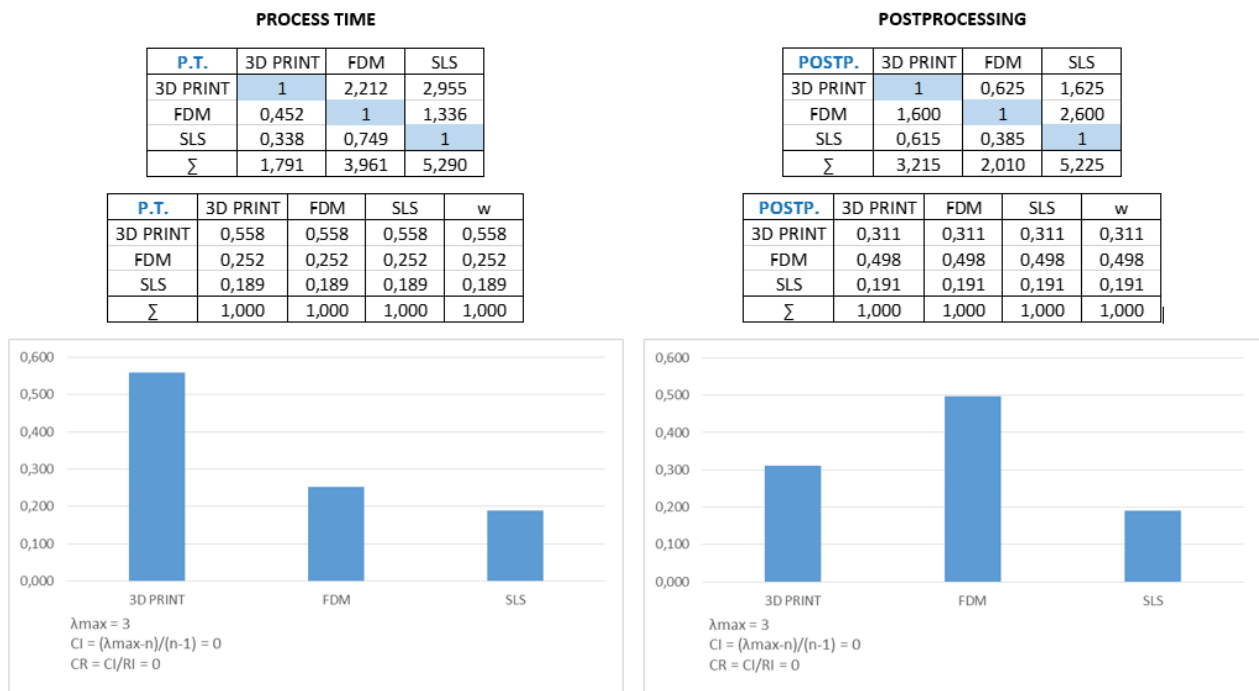 PROCESS TIME
P.T. 3D PRINT FDM SLS
3D PRINT 1 2,212 2,955
FDM 0,452 1 1,336
SLS 0,338 0,749 1
∑ 1,791 3,961 5,290
P.T. 3D PRINT FDM SLS w
3D PRINT 0,558 0,558 0,558 0,558
FDM 0,252 0,252 0,252 0,252
SLS 0,189 0,189 0,189 0,189
∑ 1,000 1,000 1,000 1,000
0,600
0,500
0,400
0,300
0,200
0,100
0,000
3D PRINT FDM SLS
λmax = 3
CI = (λmax-n)/(n-1) = 0
CR = CI/RI = 0
POSTPROCESSING
POSTP. 3D PRINT FDM SLS
3D PRINT 1 0,625 1,625
FDM 1,600 1 2,600
SLS 0,615 0,385 1
∑ 3,215 2,010 5,225
POSTP. 3D PRINT FDM SLS w
3D PRINT 0,311 0,311 0,311 0,311
FDM 0,498 0,498 0,498 0,498
SLS 0,191 0,191 0,191 0,191
∑ 1,000 1,000 1,000 1,000
0,600
0,500
0,400
0,300
0,200
0,100
0,000
3D PRINT FDM SLS
λmax = 3
CI = (λmax-n)/(n-1) = 0
CR = CI/RI = 0